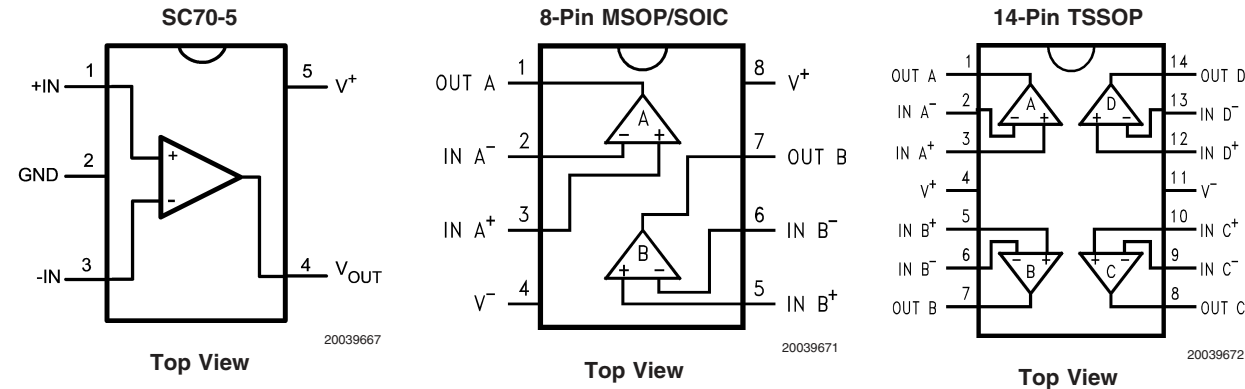 SC70-5
+IN
1
GND
2
-IN
3
+
-
5
V+
4
VOUT
20039667
Top View
8-Pin MSOP/SOIC
OUT A
1
IN A-
2
IN A+
3
V-
4
A
-
+
B
+
-
8
V+
7
OUT B
6
IN B-
5
IN B+
20039671
Top View
14-Pin TSSOP
OUT A
1
IN A-
2
IN A+
3
V+
4
IN B+
5
IN B-
6
OUT B
7
A
-
+
D
+
-
B
-
+
C
+
-
14
OUT D
13
IN D-
12
IN D+
11
V-
10
IN C+
9
IN C-
8
OUT C
20039672
Top View